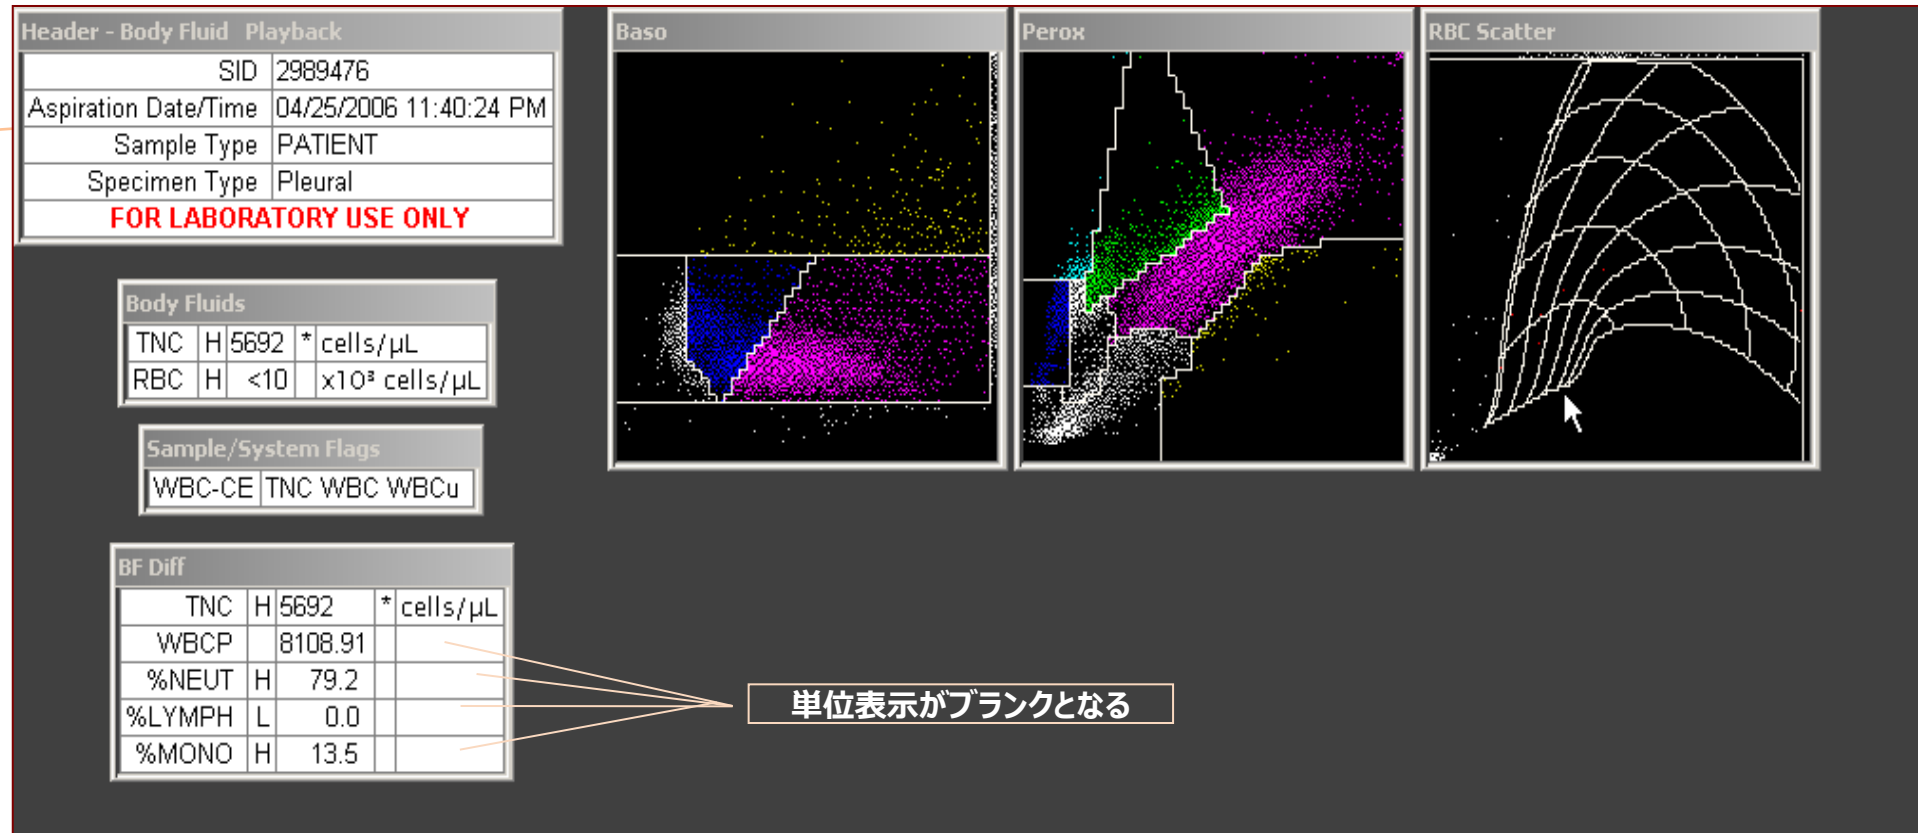 Header - Body Fluid Playback
SID 2989476
Aspiration Date/Time 04/25/2006 11:40:24 PM
Sample Type PATIENT
Specimen Type Pleural
FOR LABORATORY USE ONLY
Baso
Perox
RBC Scatter
Body Fluids
TNC H 5692 * cells/µL
RBC H <10 x10³ cells/µL
Sample/System Flags
WBC-CE TNC WBC WBCu
BF Diff
TNC H 5692 * cells/µL
WBCP 8108.91
%NEUT H 79.2
%LYMPH L 0.0
%MONO H 13.5
単位表示がブランクとなる